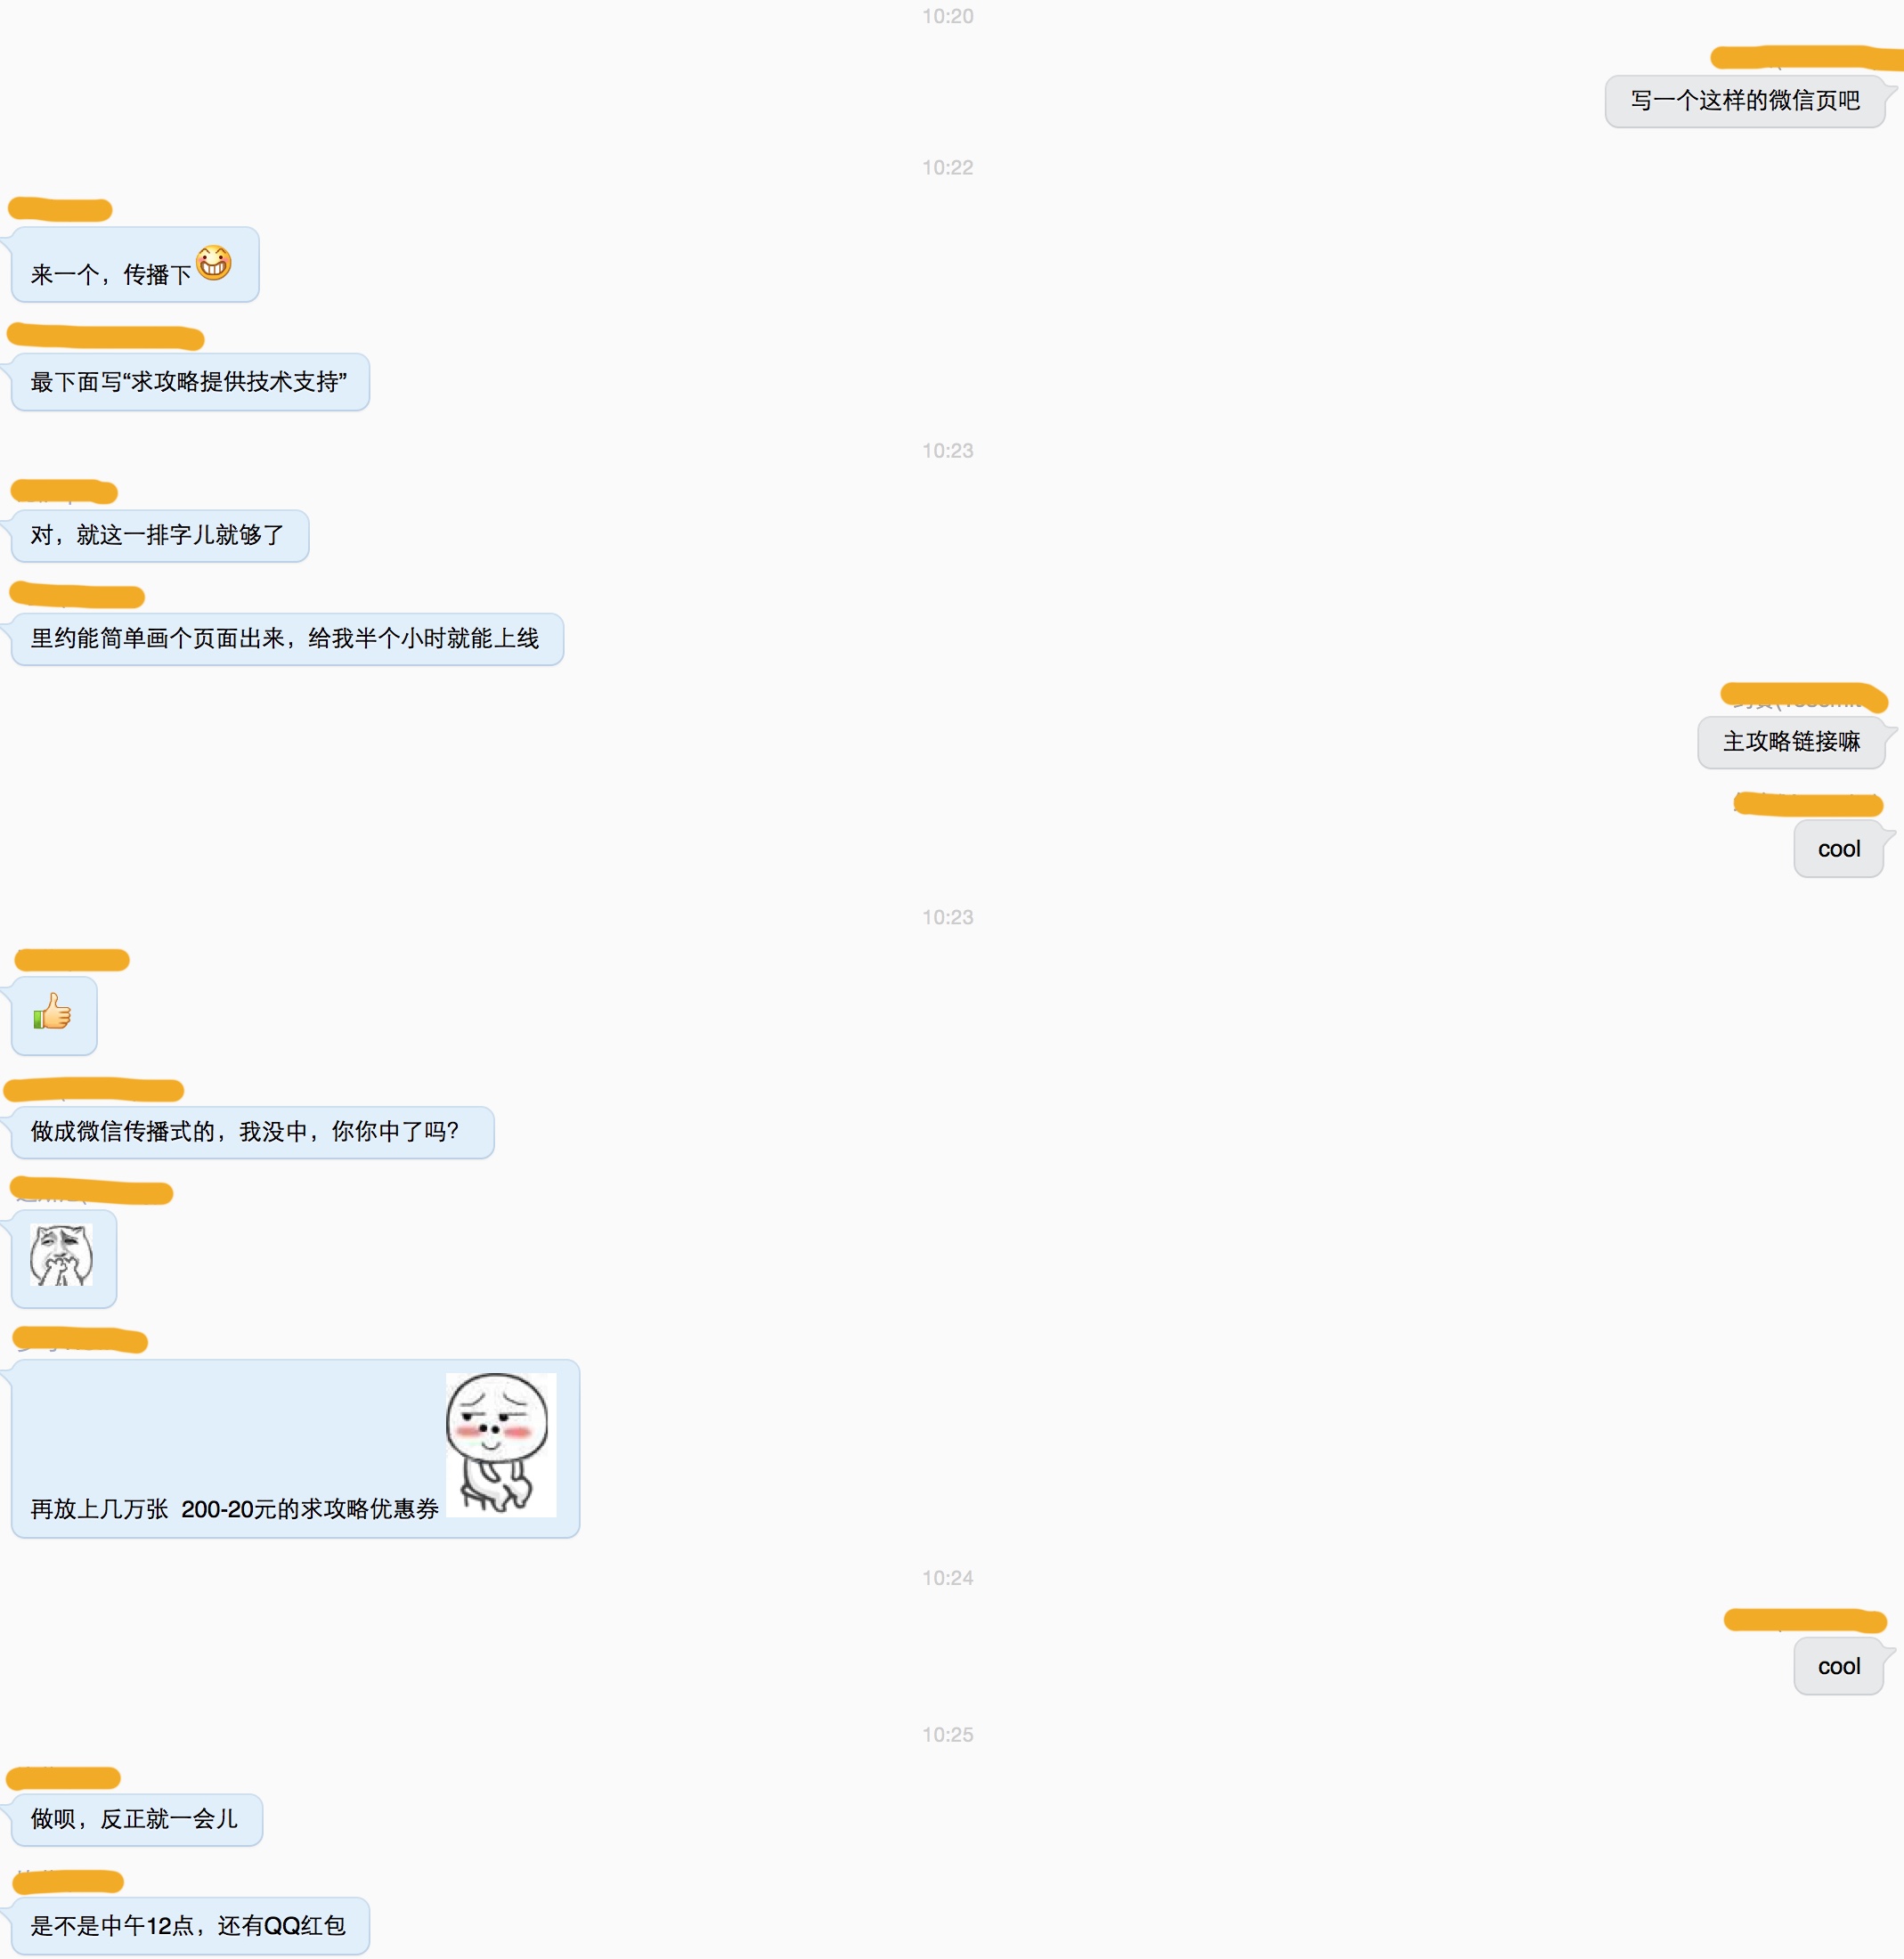 10:20
写一个这样的微信页吧
10:22
来一个，传播下
最下面写“求攻略提供技术支持”
10:23
对，就这一排字儿就够了
里约能简单画个页面出来，给我半个小时就能上线
主攻略链接嘛
cool
10:23
做成微信传播式的，我没中，你你中了吗？
再放上几万张 200-20元的求攻略优惠券
10:24
cool
10:25
做呗，反正就一会儿
是不是中午12点，还有QQ红包